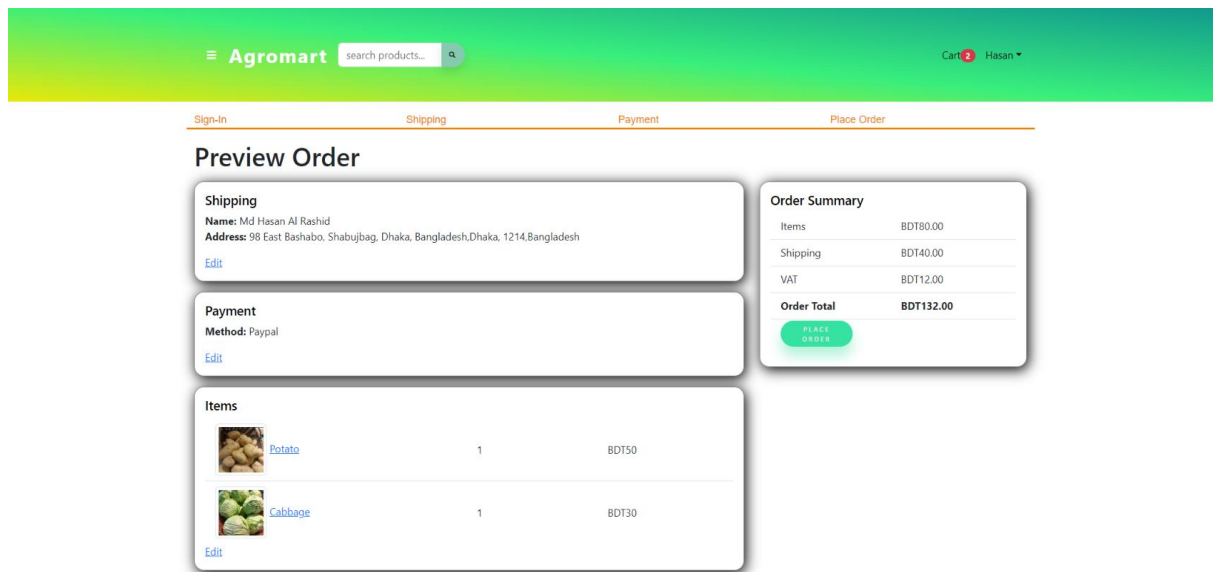 ≡ Agromart search products... Cart 2 Hasan
Sign-In Shipping Payment Place Order
Preview Order
Shipping
Name: Md Hasan Al Rashid
Address: 98 East Bashabo, Shabujbag, Dhaka, Bangladesh,Dhaka, 1214,Bangladesh
Edit
Payment
Method: Paypal
Edit
Items
Potato 1 BDT50
Cabbage 1 BDT30
Edit
Order Summary
Items BDT80.00
Shipping BDT40.00
VAT BDT12.00
Order Total BDT132.00
PLACE
ORDER